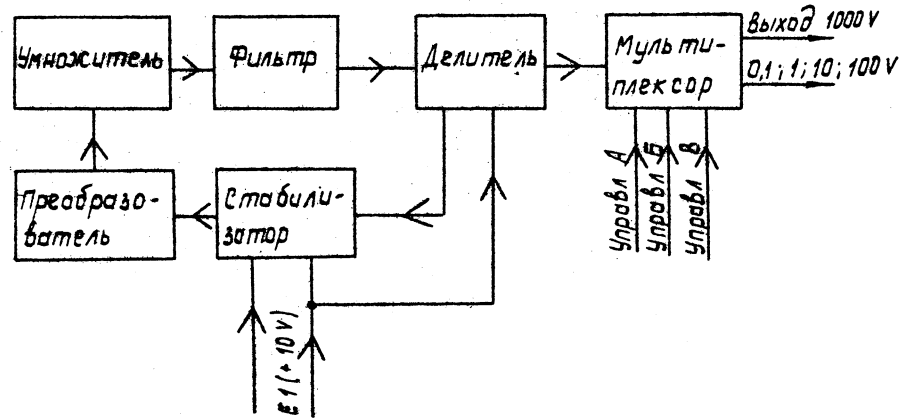 Умножитель
Фильтр
Делитель
Мульти-
плексор
Выход 1000 V
0,1; 1; 10; 100 V
Преобразо-
ватель
Стабили-
затор
Управл А
Управл Б
Управл В
E1 (+10V)